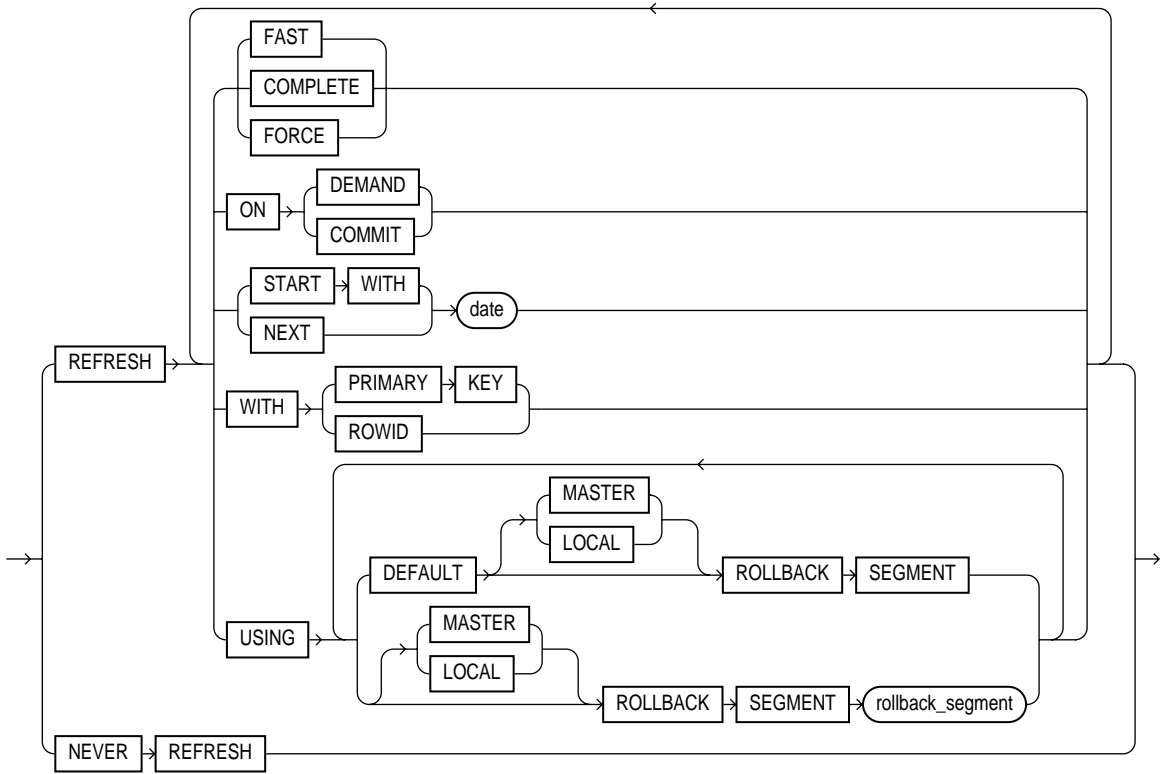 FAST
COMPLETE
FORCE
ON DEMAND
COMMIT
START WITH date
NEXT
REFRESH
WITH PRIMARY KEY
ROWID
MASTER
LOCAL
DEFAULT ROLLBACK SEGMENT
USING MASTER
LOCAL
ROLLBACK SEGMENT rollback_segment
NEVER REFRESH